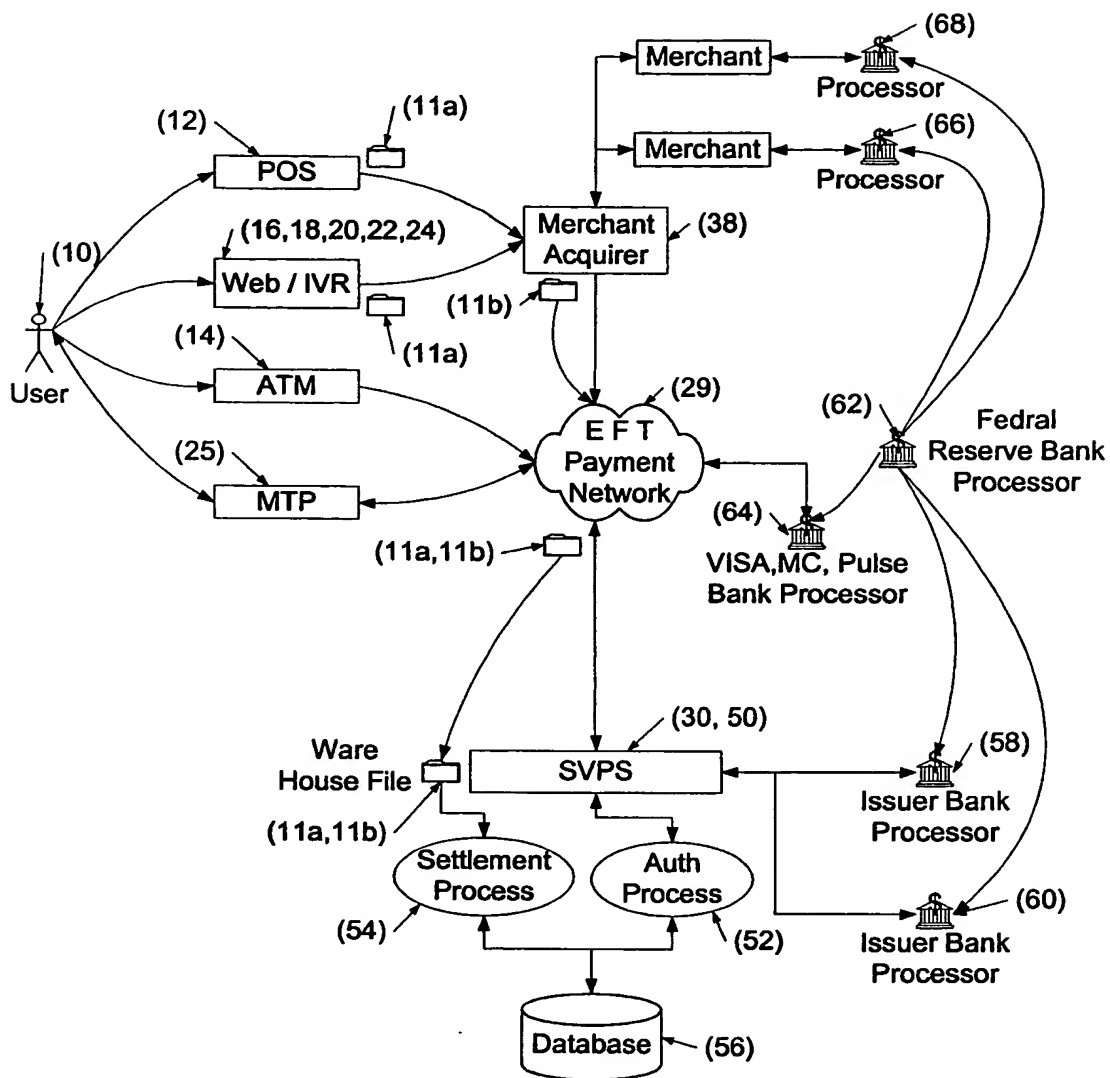 (68)
Merchant
Processor
(11a)
(12)
(66)
POS
Merchant
Processor
(16,18,20,22,24)
Merchant
Acquirer
(38)
(10)
Web / IVR
(11b)
(11a)
(14)
User
ATM
(29)
(62)
E F T
Payment
Network
Fedral
Reserve Bank
Processor
(25)
MTP
(64)
(11a,11b)
VISA,MC, Pulse
Bank Processor
(30, 50)
Ware
House File
SVPS
(58)
Issuer Bank
Processor
(11a,11b)
Settlement
Process
Auth
Process
(60)
(54)
(52)
Issuer Bank
Processor
Database
(56)